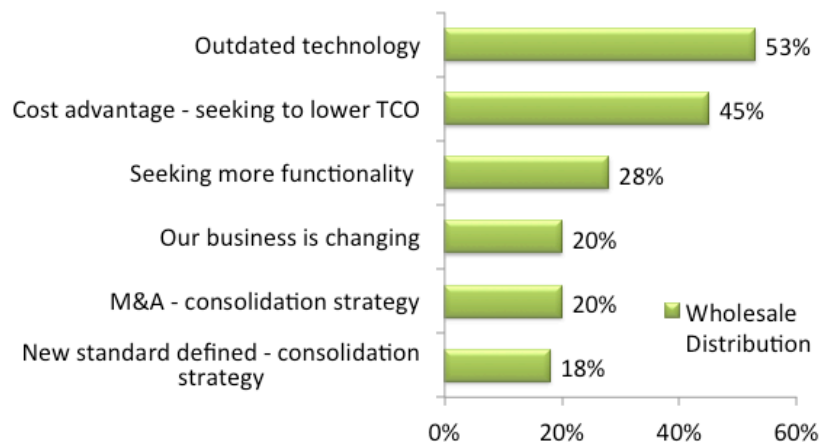 Outdated technology
53%
Cost advantage - seeking to lower TCO
45%
Seeking more functionality
28%
Our business is changing
20%
M&A - consolidation strategy
20%
New standard defined - consolidation
strategy
18%
Wholesale
Distribution
0%
20%
40%
60%